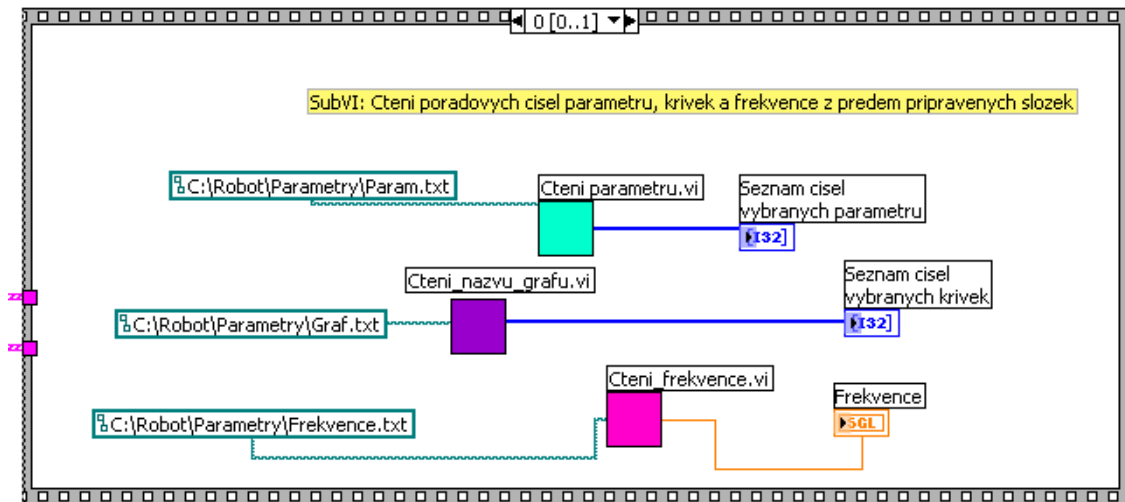 0 [0..1]
SubVI: Cteni poradovych cisel parametru, krivek a frekvence z predem pripravenych slozek
C:\Robot\Parametry\Param.txt
Cteni parametru.vi
Seznam cisel
vybranych parametru
[I32]
Cteni_nazvu_grafu.vi
Seznam cisel
vybranych krivek
C:\Robot\Parametry\Graf.txt
[I32]
Cteni_frekvence.vi
Frekvence
C:\Robot\Parametry\Frekvence.txt
SGL